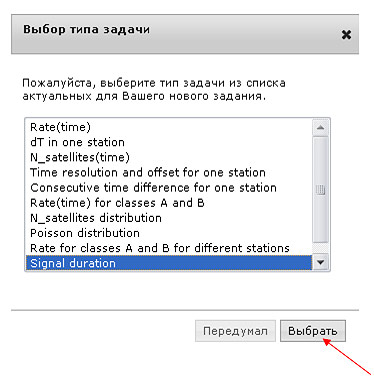 Выбор типа задачи
Пожалуйста, выберите тип задачи из списка
актуальных для Вашего нового задания.
Rate(time)
dT in one station
N_satellites(time)
Time resolution and offset for one station
Consecutive time difference for one station
Rate(time) for classes A and B
N_satellites distribution
Poisson distribution
Rate for classes A and B for different stations
Signal duration
Передумал Выбрать